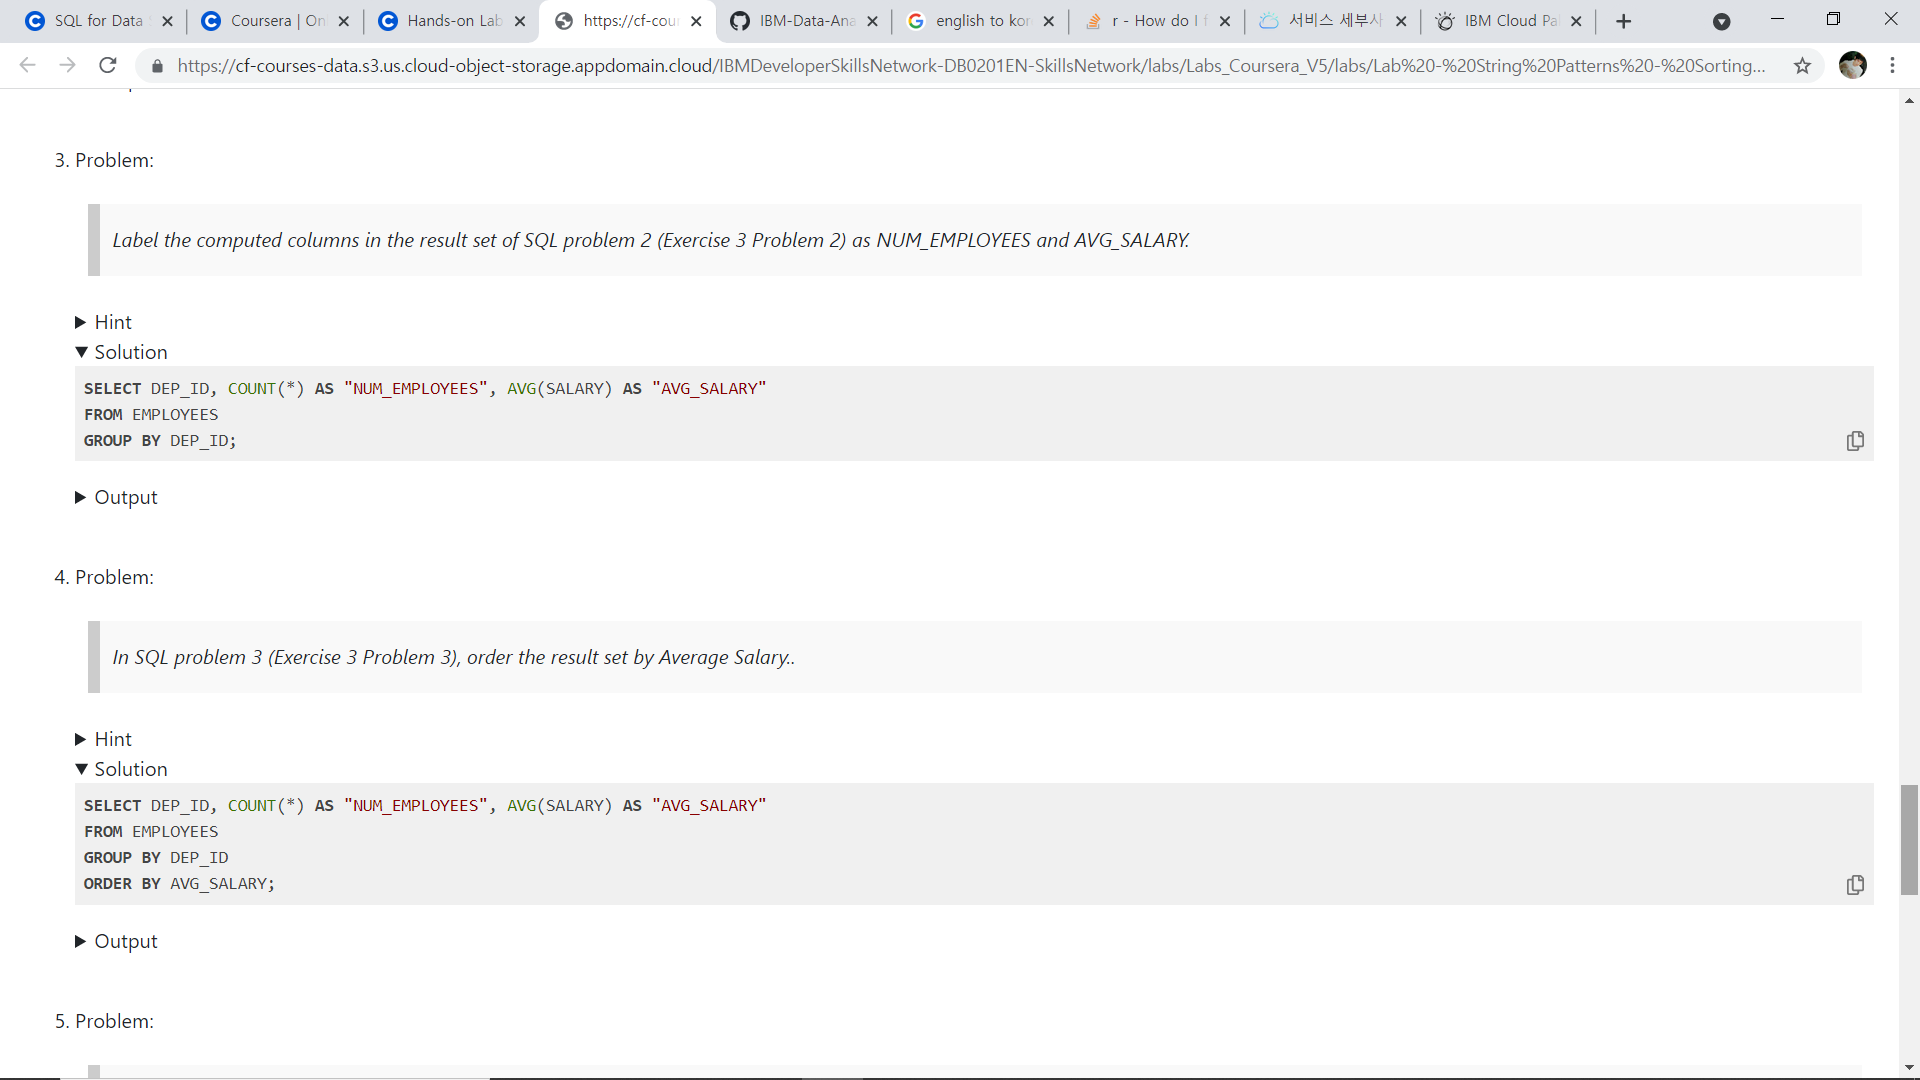 SQL for Data
Coursera | On
Hands-on Lab
https://cf-cour
IBM-Data-Ana
english to kor
r - How do I f
서비스 세부사
IBM Cloud Pa
https://cf-courses-data.s3.us.cloud-object-storage.appdomain.cloud/IBMDeveloperSkillsNetwork-DB0201EN-SkillsNetwork/labs/Labs_Coursera_V5/labs/Lab%20-%20String%20Patterns%20-%20Sorting...
3. Problem:
Label the computed columns in the result set of SQL problem 2 (Exercise 3 Problem 2) as NUM_EMPLOYEES and AVG_SALARY.
Hint
Solution
SELECT DEP_ID, COUNT(*) AS "NUM_EMPLOYEES", AVG(SALARY) AS "AVG_SALARY"
FROM EMPLOYEES
GROUP BY DEP_ID;
Output
4. Problem:
In SQL problem 3 (Exercise 3 Problem 3), order the result set by Average Salary..
Hint
Solution
SELECT DEP_ID, COUNT(*) AS "NUM_EMPLOYEES", AVG(SALARY) AS "AVG_SALARY"
FROM EMPLOYEES
GROUP BY DEP_ID
ORDER BY AVG_SALARY;
Output
5. Problem: